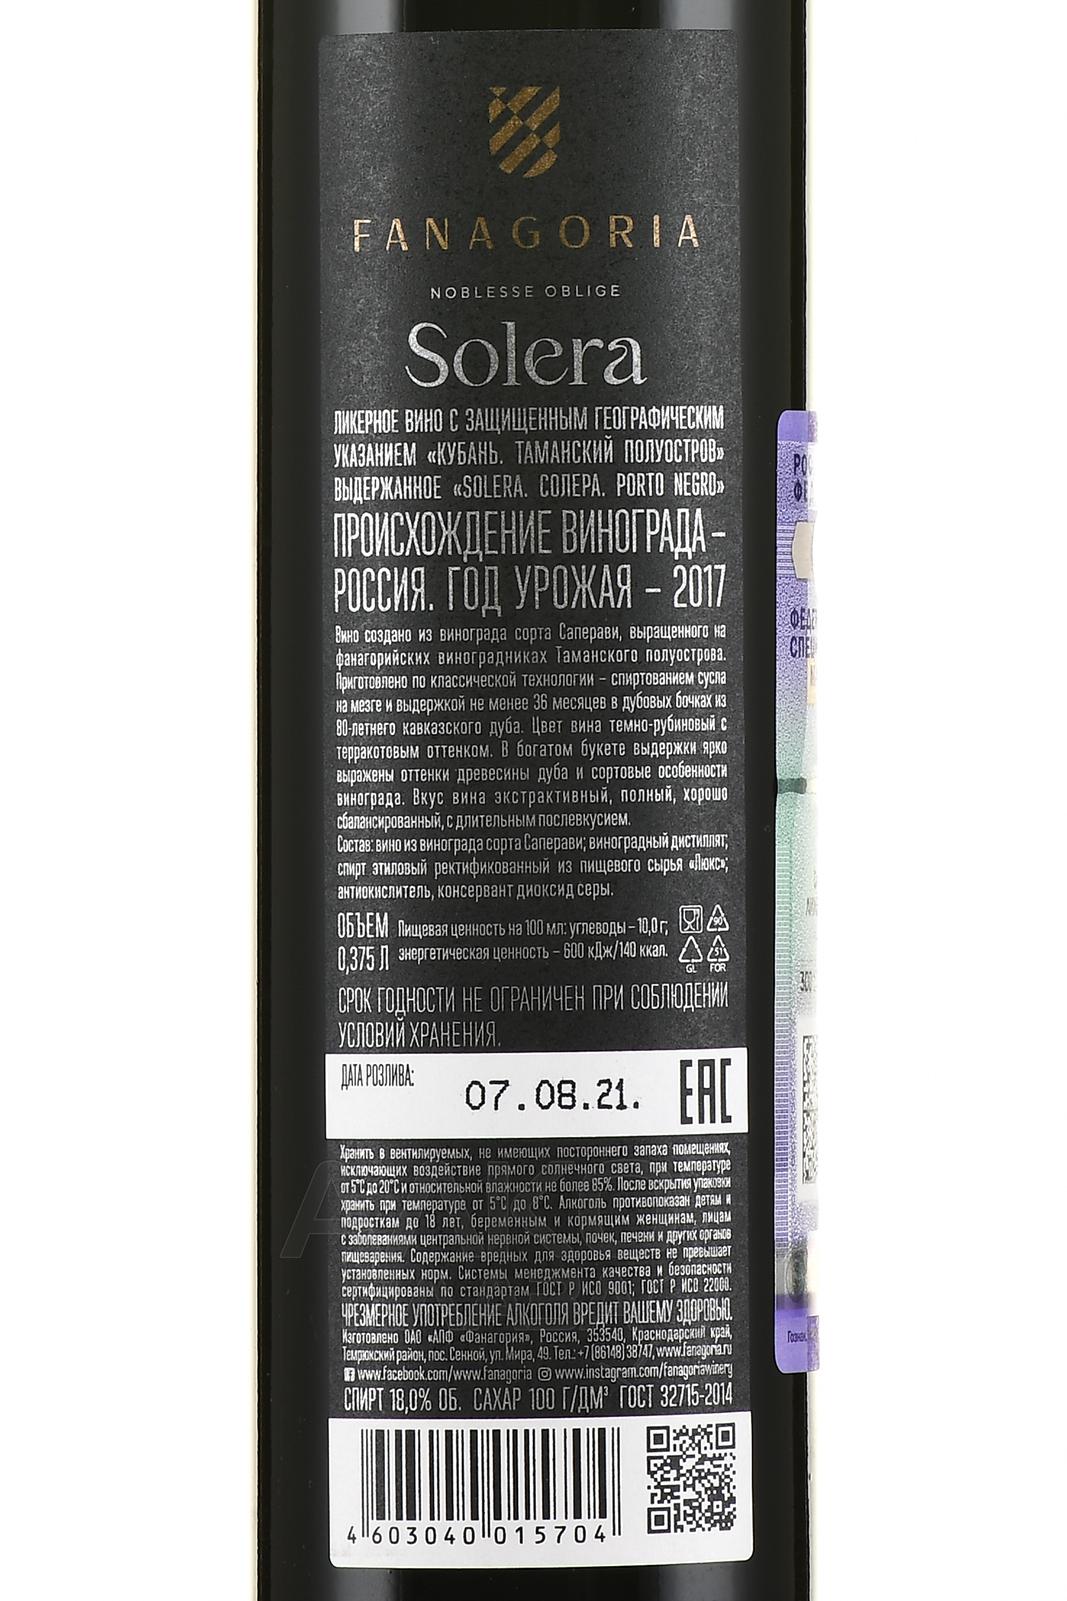 FANAGORIA
NOBLESSE OBLIGE
Solera
ЛИКЕРНОЕ ВИНО С ЗАЩИЩЕННЫМ ГЕОГРАФИЧЕСКИМ
УКАЗАНИЕМ «КУБАНЬ. ТАМАНСКИЙ ПОЛУОСТРОВ»
ВЫДЕРЖАННОЕ «SOLERA. СОЛЕРА. PORTO NEGRO»
ПРОИСХОЖДЕНИЕ ВИНОГРАДА –
РОССИЯ. ГОД УРОЖАЯ – 2017
Вино создано из винограда сорта Саперави, выращенного на
фанагорийских виноградниках Таманского полуострова.
Приготовлено по классической технологии – спиртованием сусла
на мезге и выдержкой не менее 36 месяцев в дубовых бочках из
80-летнего кавказского дуба. Цвет вина темно-рубиновый с
терракотовым оттенком. В богатом букете выдержки ярко
выражены оттенки древесины дуба и сортовые особенности
винограда. Вкус вина экстрактивный, полный, хорошо
сбалансированный, с длительным послевкусием.
Состав: вино из винограда сорта Саперави; виноградный дистиллят;
спирт этиловый ректификованный из пищевого сырья «Люкс»;
антиокислитель, консервант диоксид серы.
ОБЪЕМ
0,375 Л
Пищевая ценность на 100 мл: углеводы – 10,0 г;
энергетическая ценность – 600 кДж/140 ккал.
90
GL
51
FOR
СРОК ГОДНОСТИ НЕ ОГРАНИЧЕН ПРИ СОБЛЮДЕНИИ
УСЛОВИЙ ХРАНЕНИЯ.
ДАТА РОЗЛИВА:
07.08.21.
EAC
Хранить в вентилируемых, не имеющих постороннего запаха помещениях,
исключающих воздействие прямого солнечного света, при температуре
от 5°С до 20°С и относительной влажности не более 85%. После вскрытия упаковки
хранить при температуре от 5°С до 8°С. Алкоголь противопоказан детям и
подросткам до 18 лет, беременным и кормящим женщинам, лицам
с заболеваниями центральной нервной системы, почек, печени и других органов
пищеварения. Содержание вредных для здоровья веществ не превышает
установленных норм. Системы менеджмента качества и безопасности
сертифицированы по стандартам ГОСТ Р ИСО 9001; ГОСТ Р ИСО 22000.
ЧРЕЗМЕРНОЕ УПОТРЕБЛЕНИЕ АЛКОГОЛЯ ВРЕДИТ ВАШЕМУ ЗДОРОВЬЮ.
Изготовлено ОАО «АПФ «Фанагория», Россия, 353540, Краснодарский край,
Темрюкский район, пос. Сенной, ул. Мира, 49. Тел.: +7 (86148) 38747, www.fanagoria.ru
www.facebook.com/www.fanagoria www.instagram.com/fanagoriawinery
СПИРТ 18,0% ОБ. САХАР 100 Г/ДМ³ ГОСТ 32715-2014
4 603040 015704